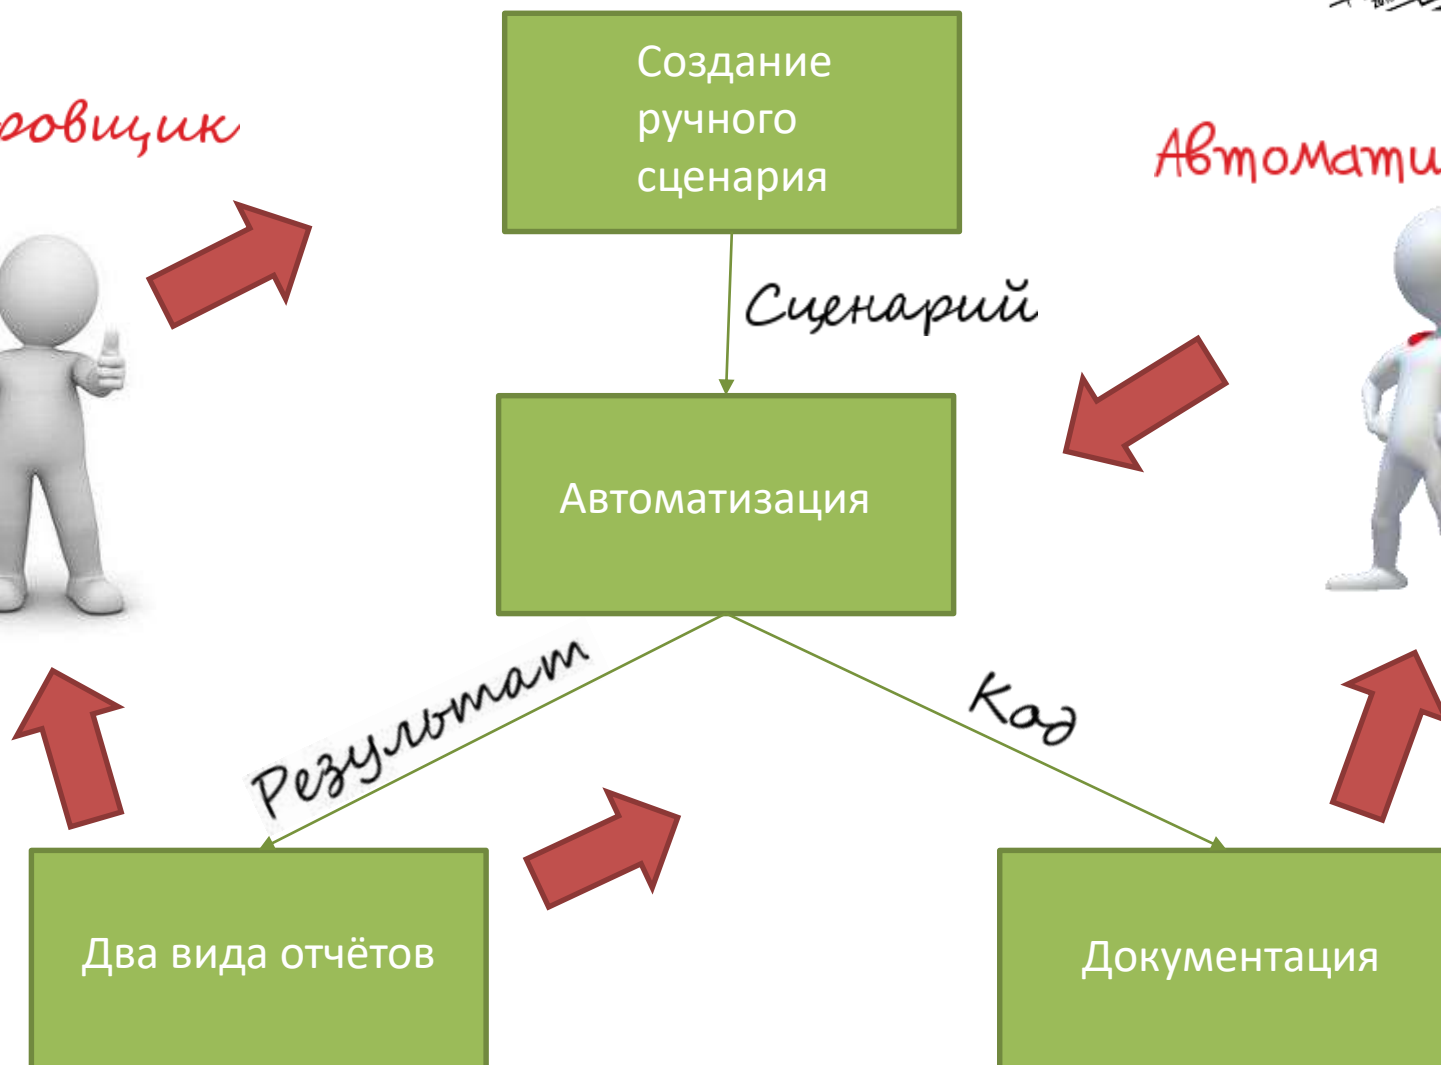 Создание
ручного
сценария
ровщик
Автомати
Сценарий
Автоматизация
Результат
Код
Два вида отчётов
Документация